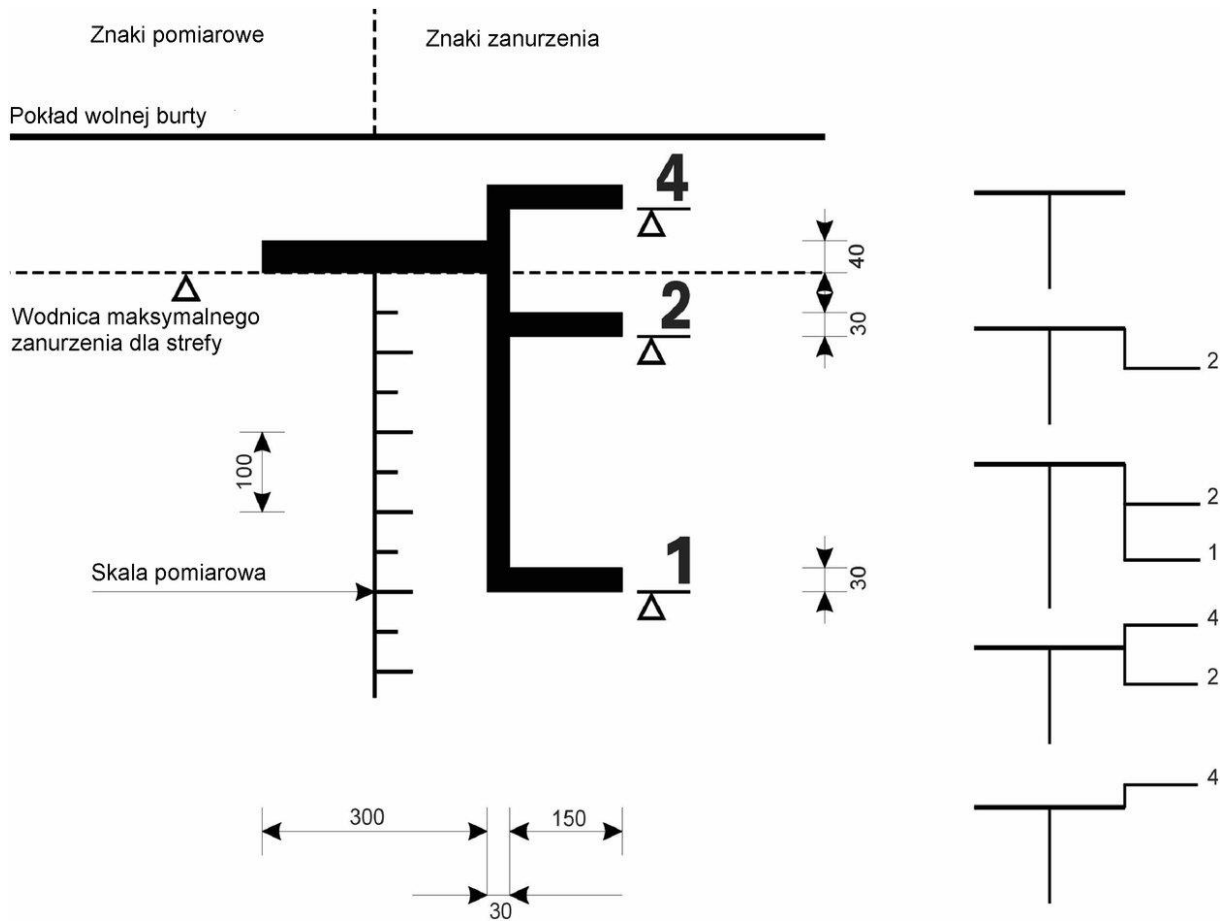 Znaki pomiarowe
Znaki zanurzenia
Pokład wolnej burty
4
40
Wodnica maksymalnego
zanurzenia dla strefy
2
30
100
Skala pomiarowa
1
30
300
150
30
2
2
1
4
2
4